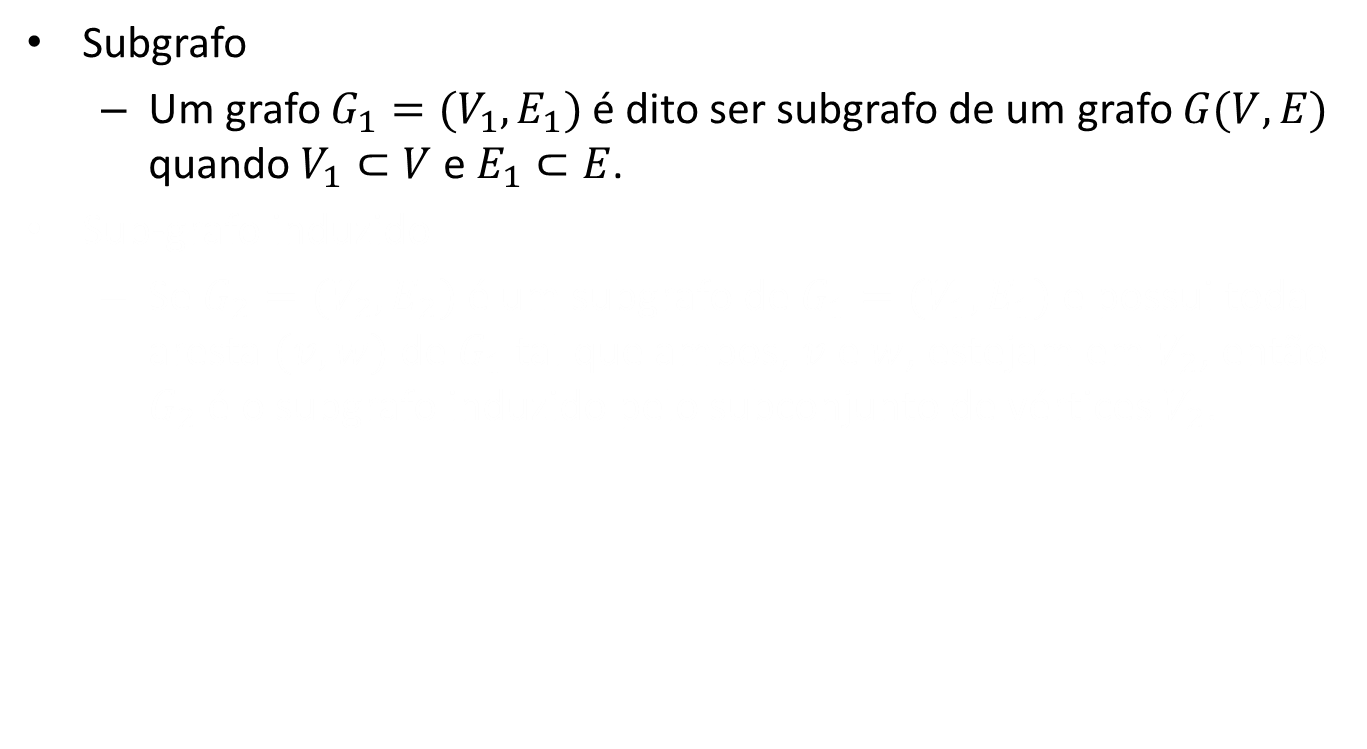 • Subgrafo
– Um grafo G₁ = (V₁, E₁) é dito ser subgrafo de um grafo G(V, E)
quando V₁ ⊂ V e E₁ ⊂ E.